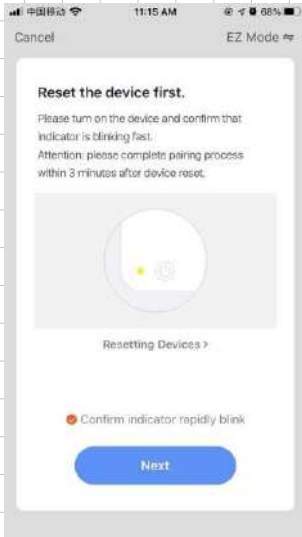 中国移动 11:15 AM 68%
Cancel EZ Mode
Reset the device first.
Please turn on the device and confirm that
indicator is blinking fast.
Attention: please complete pairing process
within 3 minutes after device reset.
Resetting Devices >
Confirm indicator rapidly blink
Next